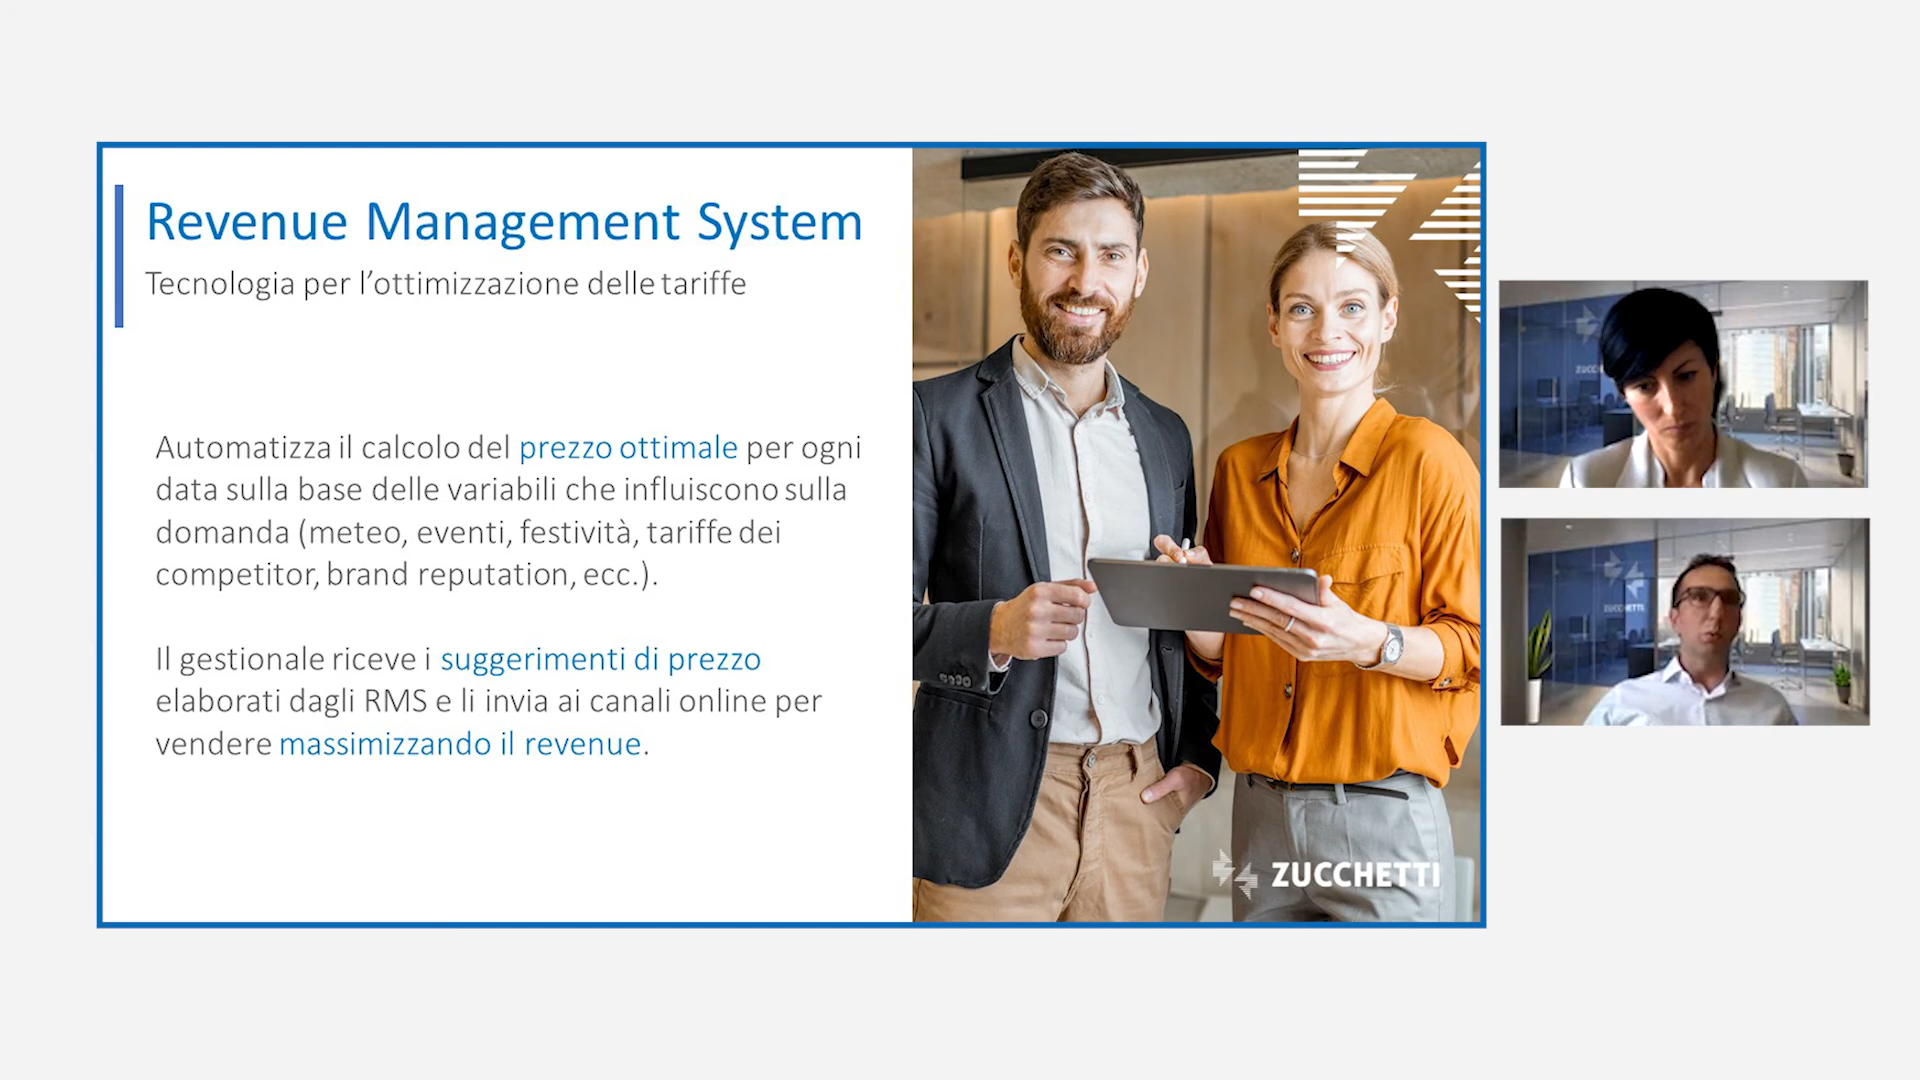 Revenue Management System
Tecnologia per l’ottimizzazione delle tariffe
Automatizza il calcolo del prezzo ottimale per ogni
data sulla base delle variabili che influiscono sulla
domanda (meteo, eventi, festività, tariffe dei
competitor, brand reputation, ecc.).
Il gestionale riceve i suggerimenti di prezzo
elaborati dagli RMS e li invia ai canali online per
vendere massimizzando il revenue.
ZUCCHETTI
ZUCCHETTI